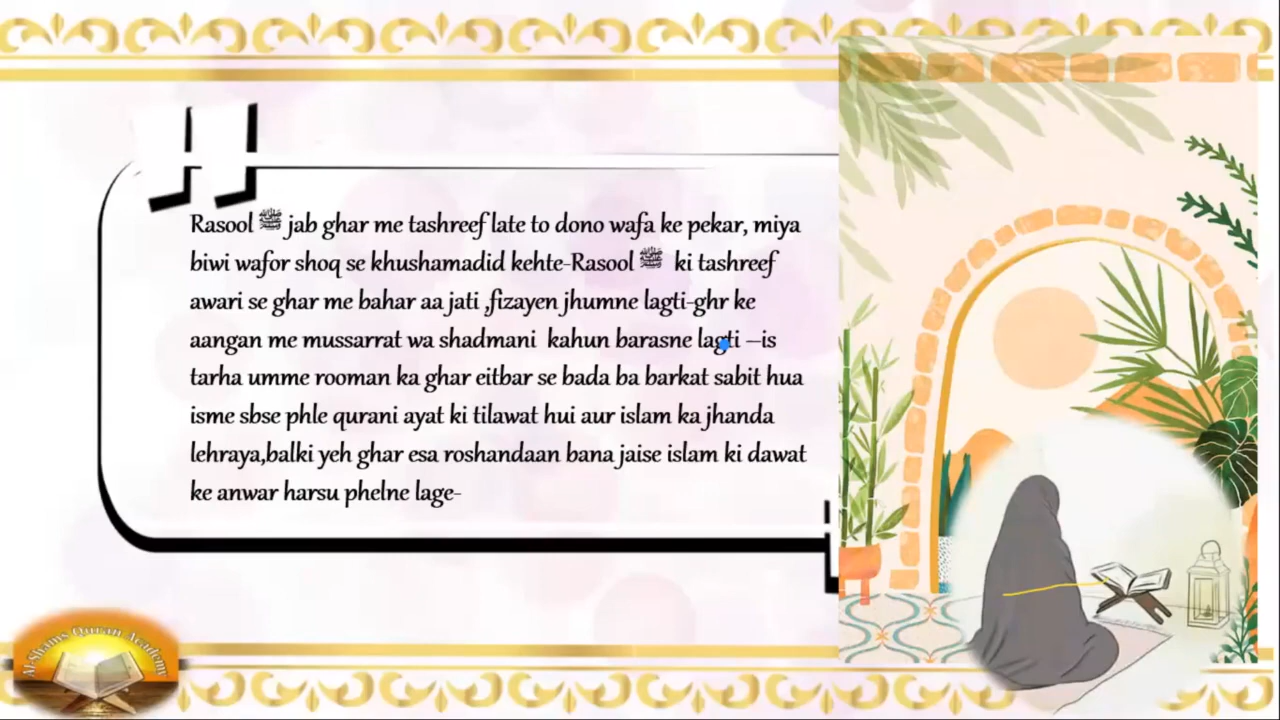 Rasool ﷺ jab ghar me tashreef late to dono wafa ke pekar, miya
biwi wafor shoq se khushamadid kehte-Rasool ﷺ ki tashreef
awari se ghar me bahar aa jati ,fizayen jhumne lagti-ghr ke
aangan me mussarrat wa shadmani kahun barasne lagti –is
tarha umme rooman ka ghar eitbar se bada ba barkat sabit hua
isme sbse phle qurani ayat ki tilawat hui aur islam ka jhanda
lehraya,balki yeh ghar esa roshandaan bana jaise islam ki dawat
ke anwar harsu phelne lage-
Al-Shams Quran Academy